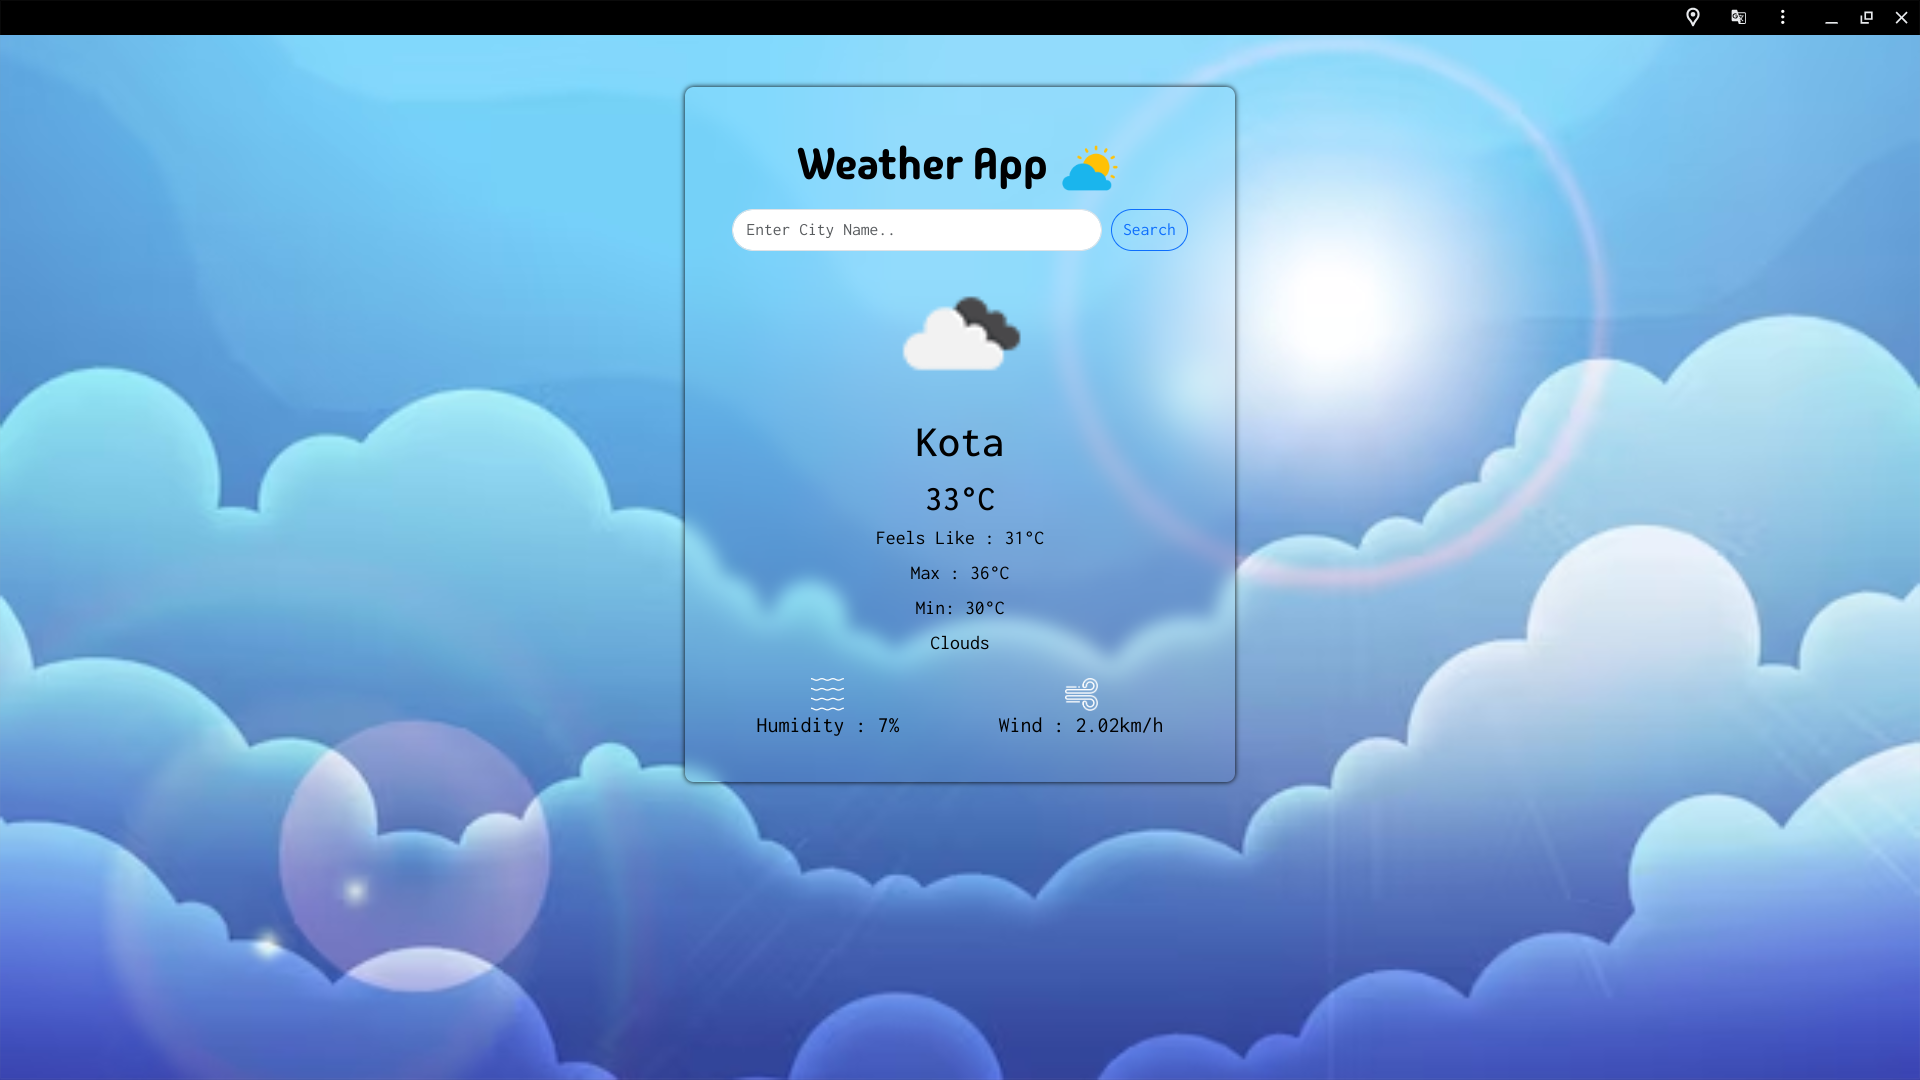 Weather App
Enter City Name..
Search
Kota
33°C
Feels Like : 31°C
Max : 36°C
Min: 30°C
Clouds
Humidity : 7%
Wind : 2.02km/h